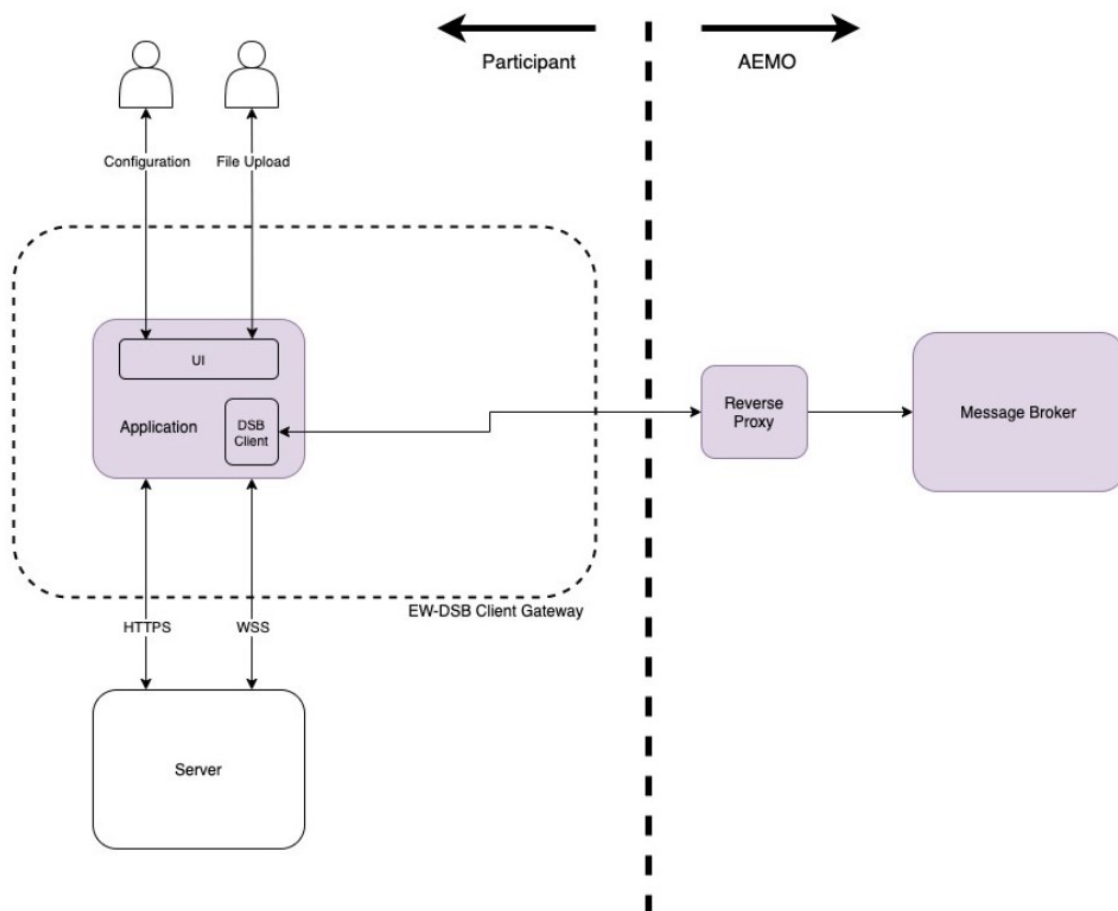 Participant
AEMO
Configuration
File Upload
UI
Application
DSB
Client
Reverse
Proxy
Message Broker
EW-DSB Client Gateway
HTTPS
WSS
Server